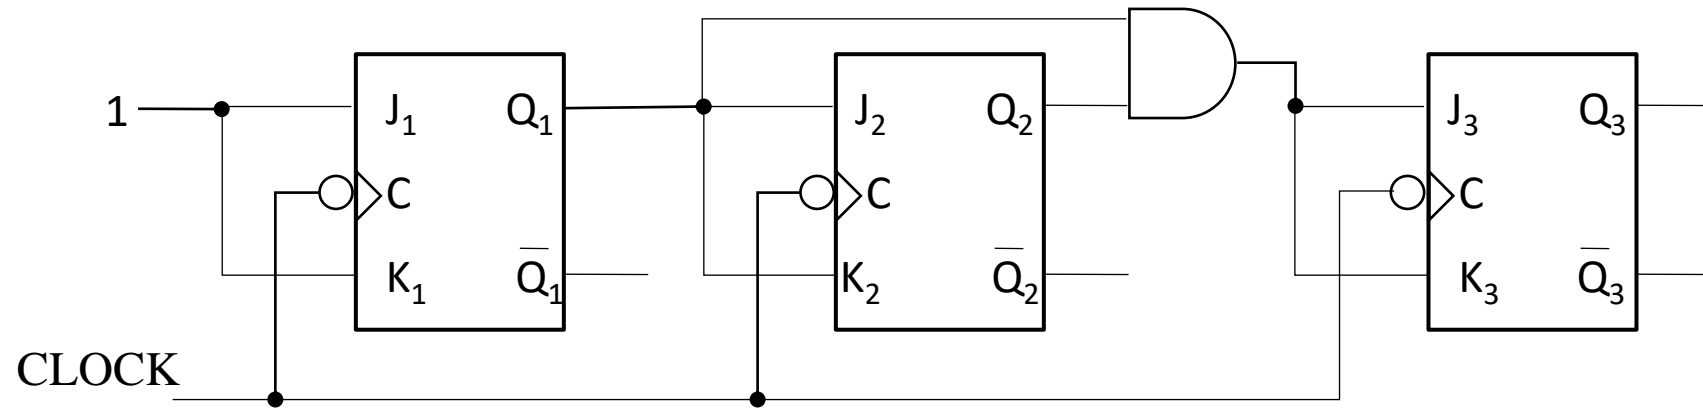 1
J₁ Q₁ J₂ Q₂ J₃ Q₃
C C C
K₁ Q̅₁ K₂ Q̅₂ K₃ Q̅₃
CLOCK